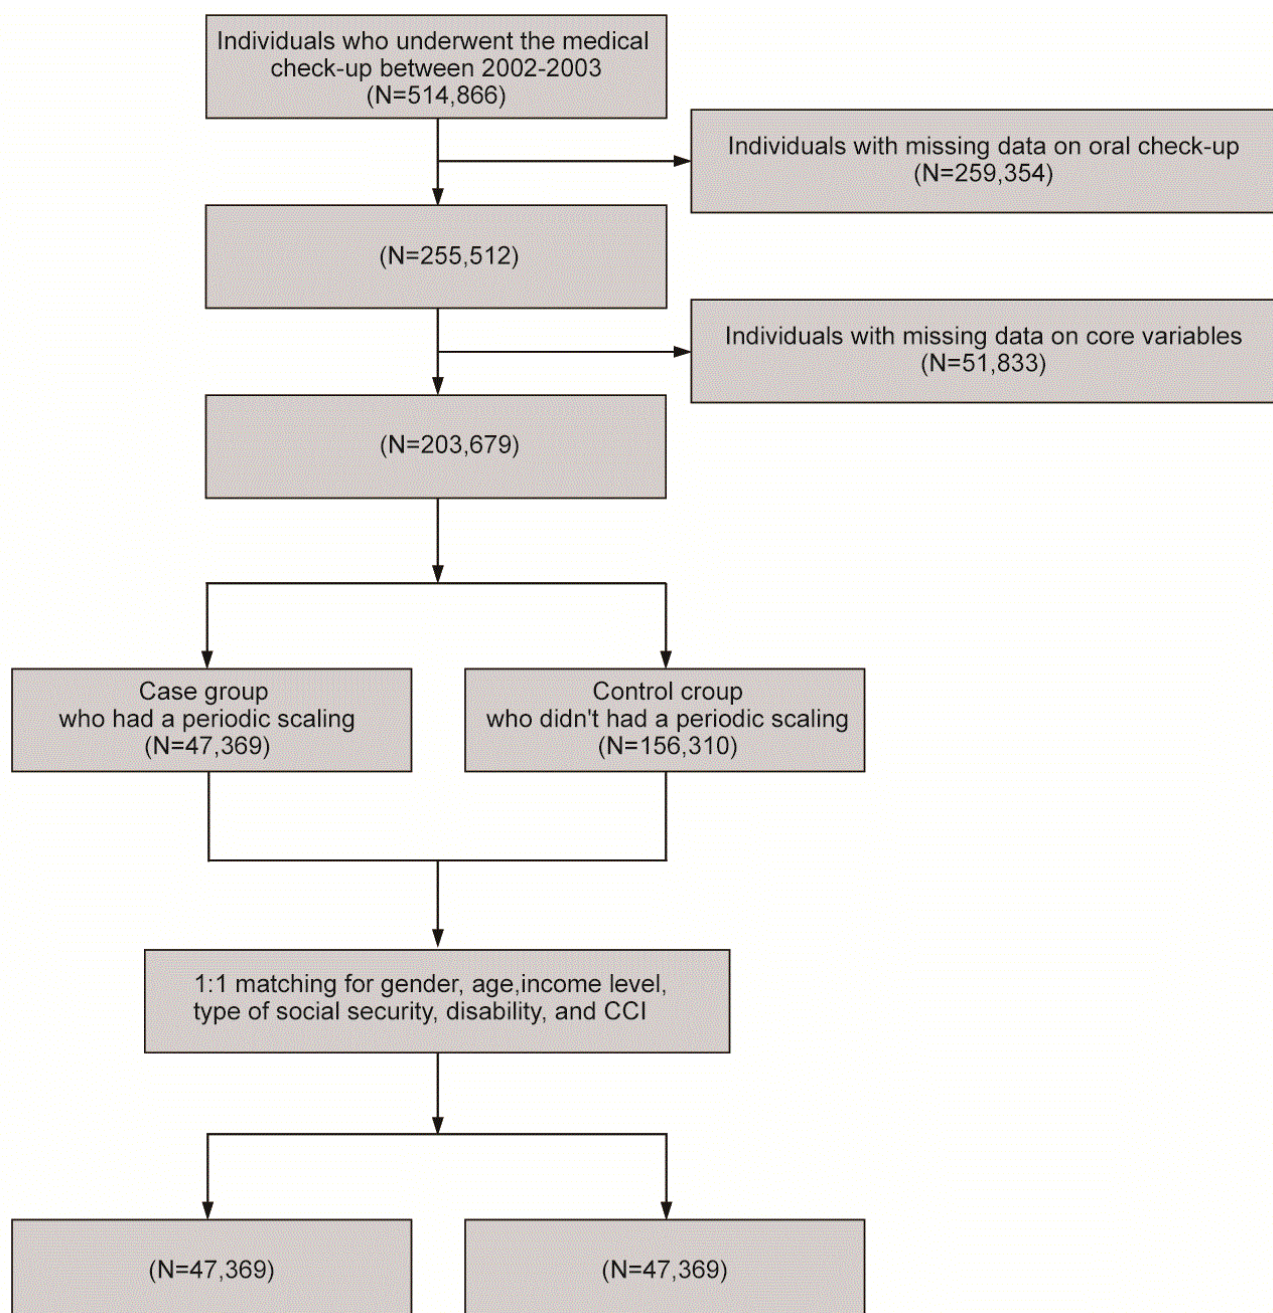 Individuals who underwent the medical
check-up between 2002-2003
(N=514,866)
Individuals with missing data on oral check-up
(N=259,354)
(N=255,512)
Individuals with missing data on core variables
(N=51,833)
(N=203,679)
Case group
who had a periodic scaling
(N=47,369)
Control croup
who didn't had a periodic scaling
(N=156,310)
1:1 matching for gender, age,income level,
type of social security, disability, and CCI
(N=47,369)
(N=47,369)